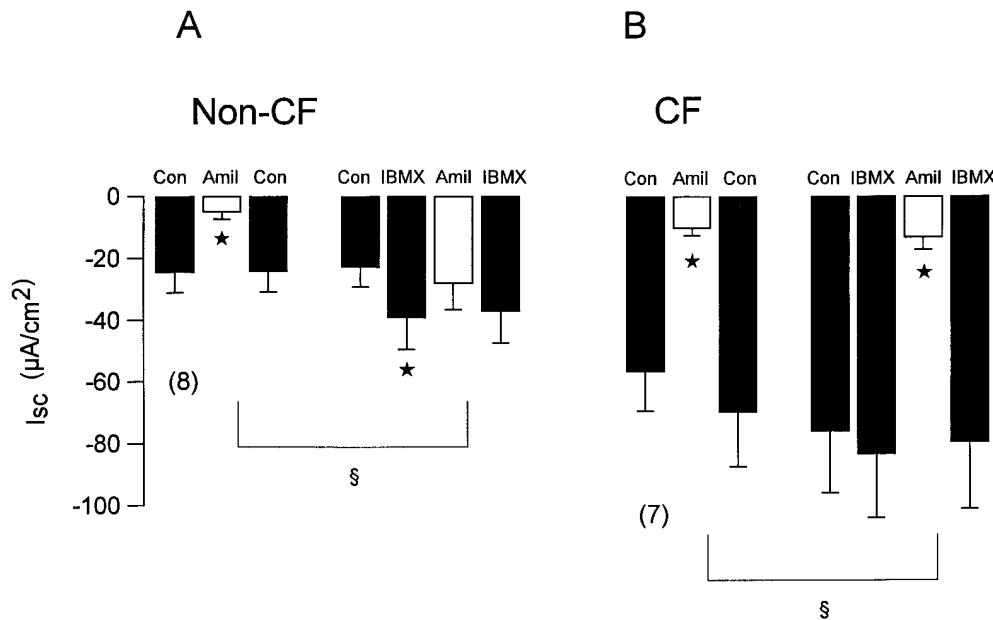 A
B
Non-CF
CF
Con Amil Con Con IBMX Amil IBMX
Con Amil Con Con IBMX Amil IBMX
0
-20
-40
-60
-80
-100
Isc (µA/cm²)
(8)
★
★
§
(7)
★
★
§